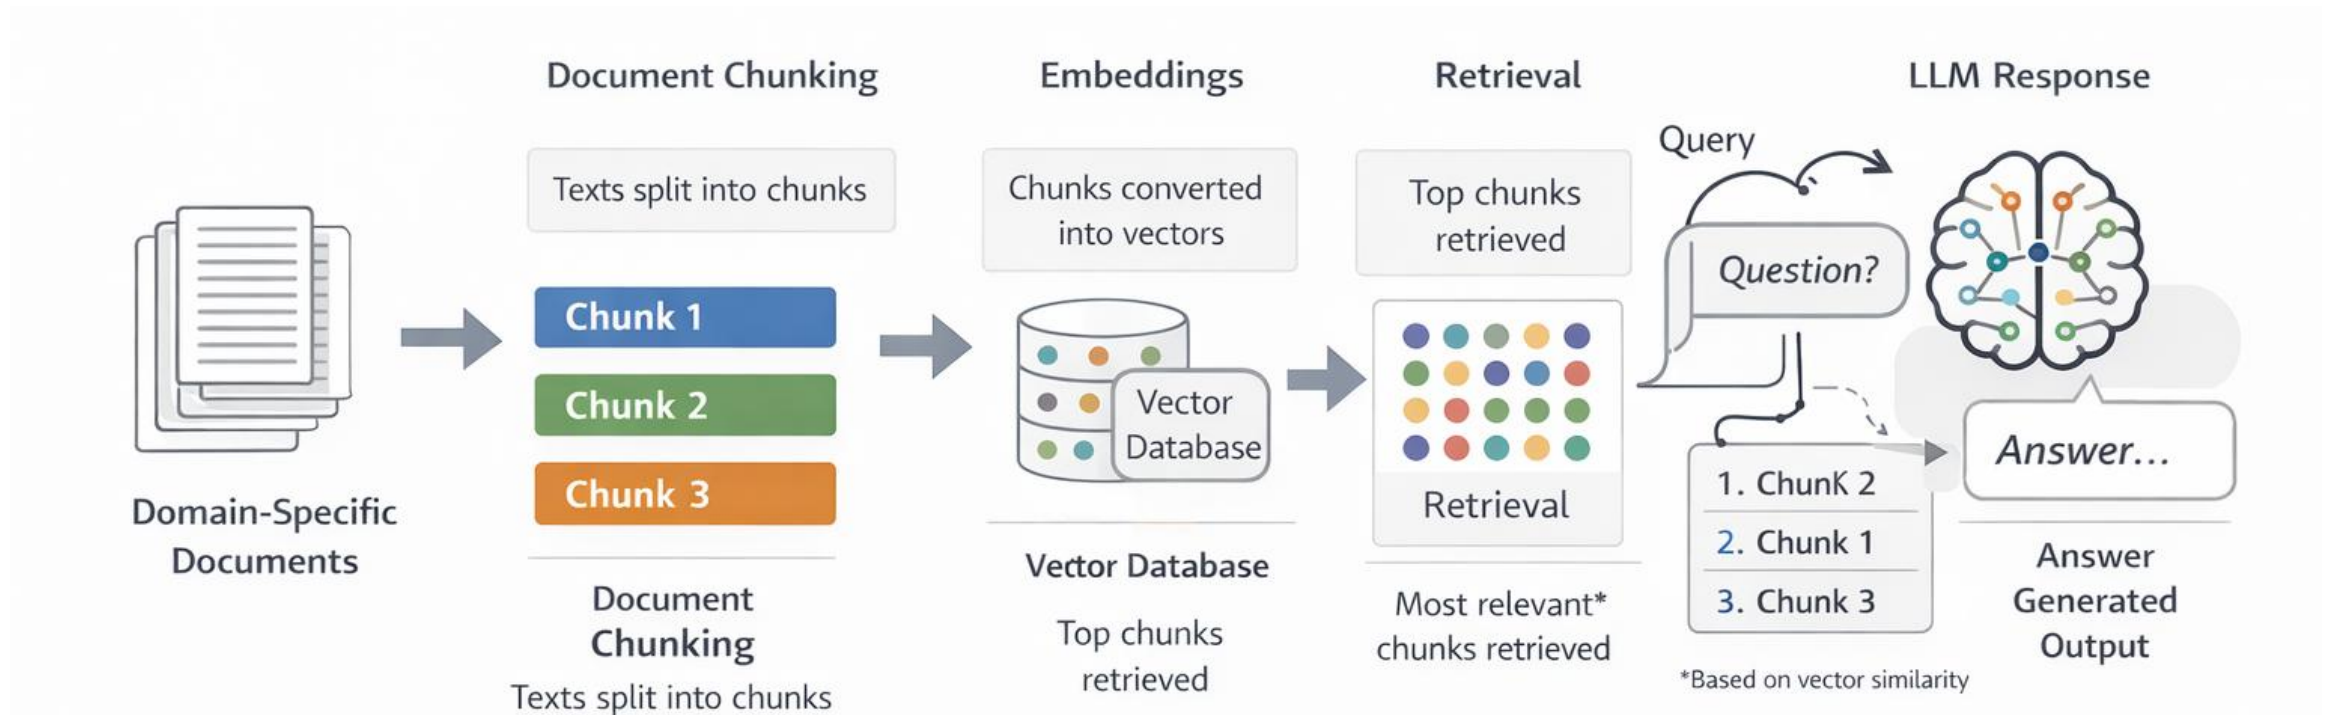 Document Chunking
Embeddings
Retrieval
LLM Response
Texts split into chunks
Chunks converted
into vectors
Top chunks
retrieved
Query
Question?
Chunk 1
Chunk 2
Chunk 3
Vector
Database
Retrieval
1. Chunk 2
2. Chunk 1
3. Chunk 3
Answer...
Domain-Specific
Documents
Document
Chunking
Texts split into chunks
Vector Database
Top chunks
retrieved
Most relevant*
chunks retrieved
*Based on vector similarity
Answer
Generated
Output